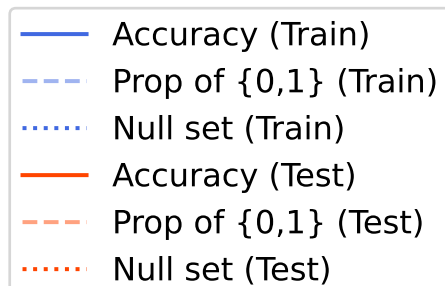 Accuracy (Train)
Prop of {0,1} (Train)
Null set (Train)
Accuracy (Test)
Prop of {0,1} (Test)
Null set (Test)